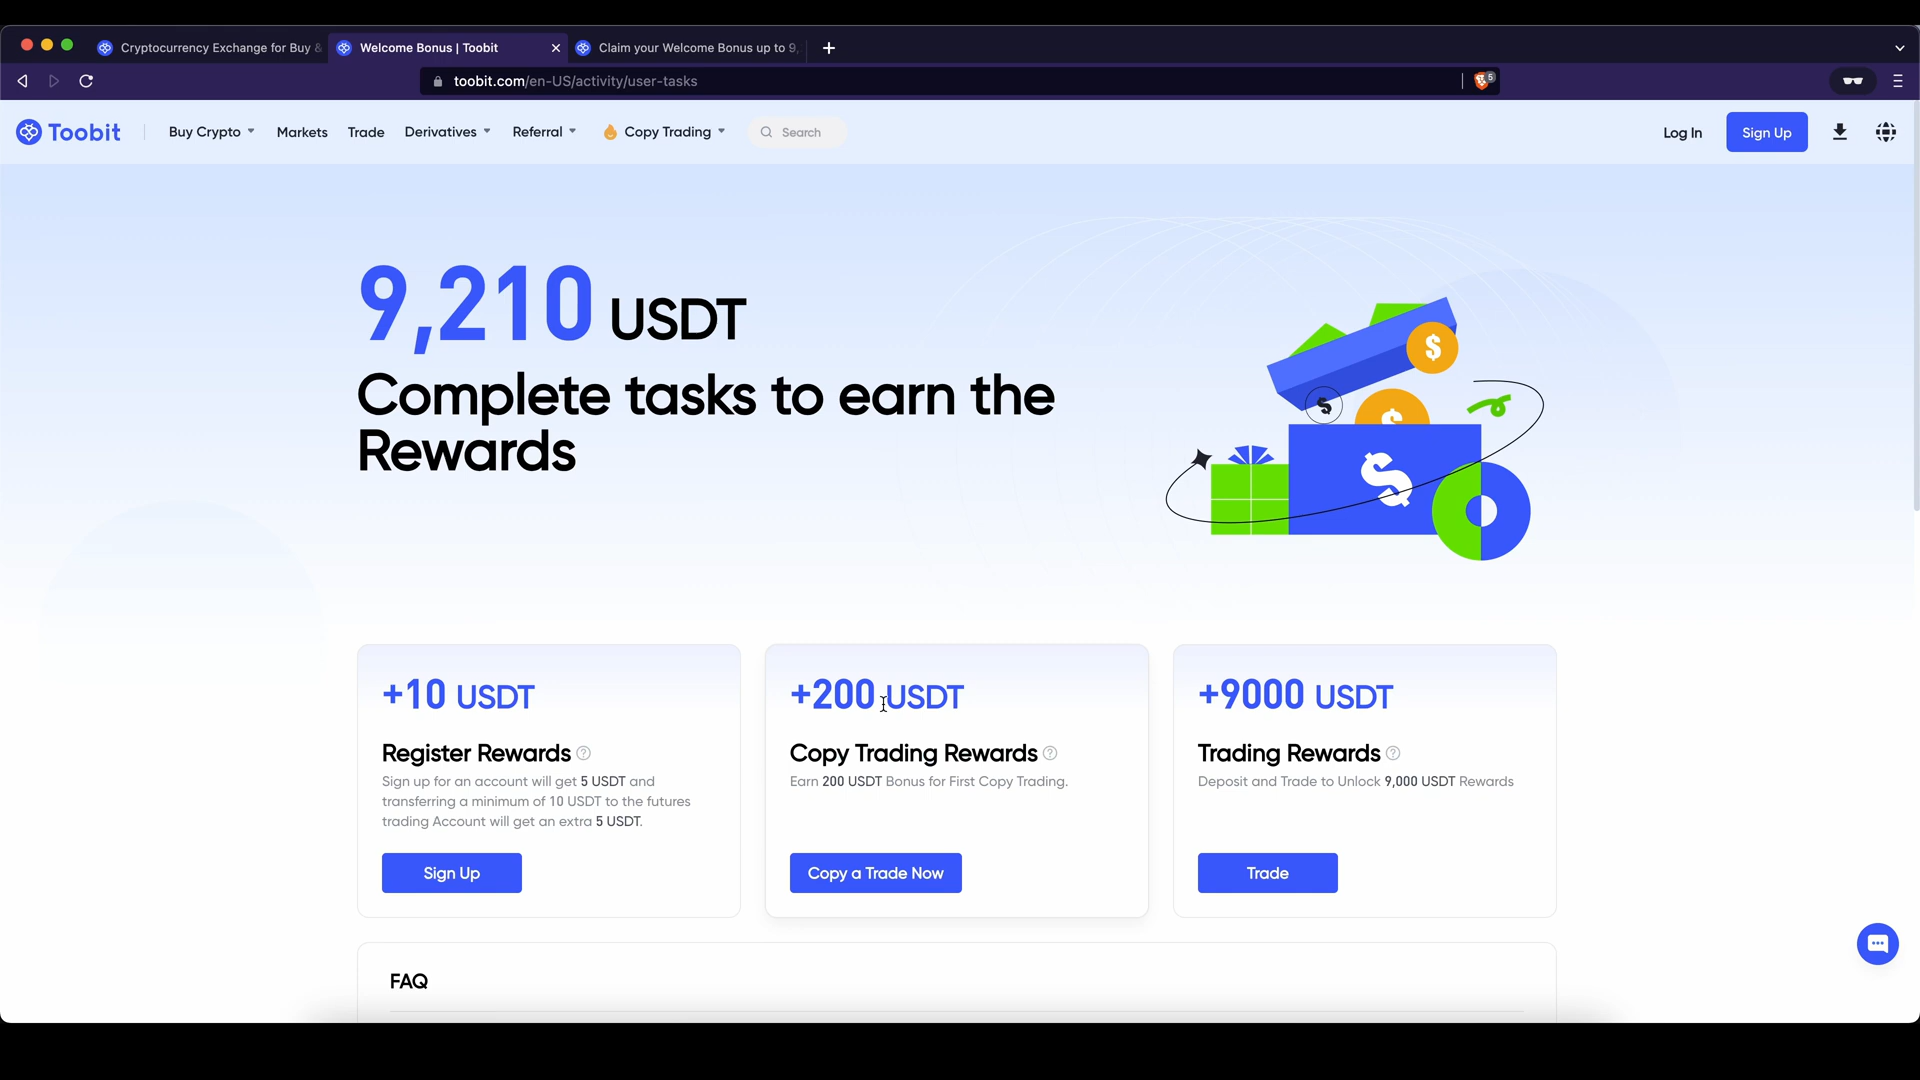 Cryptocurrency Exchange for Buy &
Welcome Bonus | Toobit
Claim your Welcome Bonus up to 9,
toobit.com/en-US/activity/user-tasks
5
Toobit
Buy Crypto
Markets
Trade
Derivatives
Referral
Copy Trading
Search
Log In
Sign Up
9,210 USDT
Complete tasks to earn the
Rewards
$
$
$
$
+10 USDT
Register Rewards ?
Sign up for an account will get 5 USDT and
transferring a minimum of 10 USDT to the futures
trading Account will get an extra 5 USDT.
Sign Up
+200 USDT
Copy Trading Rewards ?
Earn 200 USDT Bonus for First Copy Trading.
Copy a Trade Now
+9000 USDT
Trading Rewards ?
Deposit and Trade to Unlock 9,000 USDT Rewards
Trade
FAQ